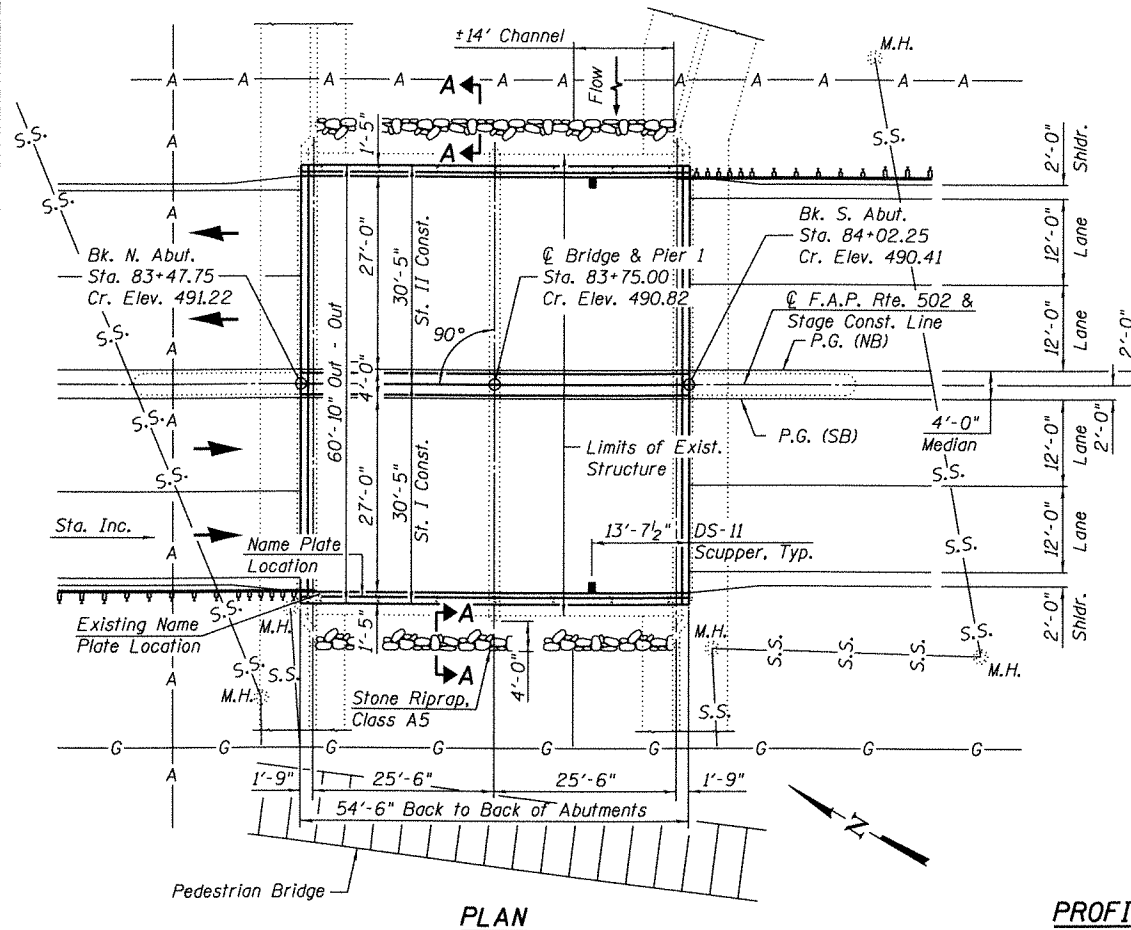 ±14' Channel
M.H.
A A A A A A A A A A A
A
A
Flow
S.S.
S.S.
S.S.
S.S.
S.S.
S.S.
S.S.
1'-5"
2'-0"
Shldr.
Bk. N. Abut.
Sta. 83+47.75
Cr. Elev. 491.22
27'-0"
30'-5"
St. II Const.
℄ Bridge & Pier 1
Sta. 83+75.00
Cr. Elev. 490.82
Bk. S. Abut.
Sta. 84+02.25
Cr. Elev. 490.41
12'-0"
Lane
12'-0"
Lane
℄ F.A.P. Rte. 502 &
Stage Const. Line
P.G. (NB)
2'-0"
90°
60'-10" Out - Out
4'-0"
4'-0"
Median
2'-0"
P.G. (SB)
Limits of Exist.
Structure
27'-0"
30'-5"
St. I Const.
12'-0"
Lane
12'-0"
Lane
Sta. Inc.
13'-7½" DS-11
Scupper, Typ.
Name Plate
Location
Existing Name
Plate Location
2'-0"
Shldr.
A
A
1'-5"
4'-0"
M.H.
S.S.
M.H.
M.H.
S.S. S.S. S.S.
M.H.
S.S.
Stone Riprap,
Class A5
G G G G G G G G G
1'-9" 25'-6" 25'-6" 1'-9"
54'-6" Back to Back of Abutments
N
Pedestrian Bridge
PLAN
PROFI